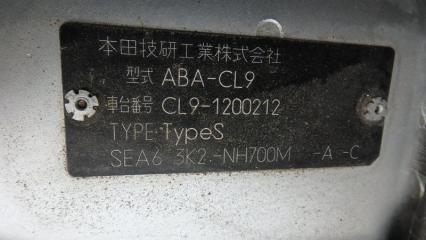 本田技研工業株式会社
型式 ABA-CL9
車台番号 CL9-1200212
TYPE:TypeS
SEA6 3K2-NH700M -A -C